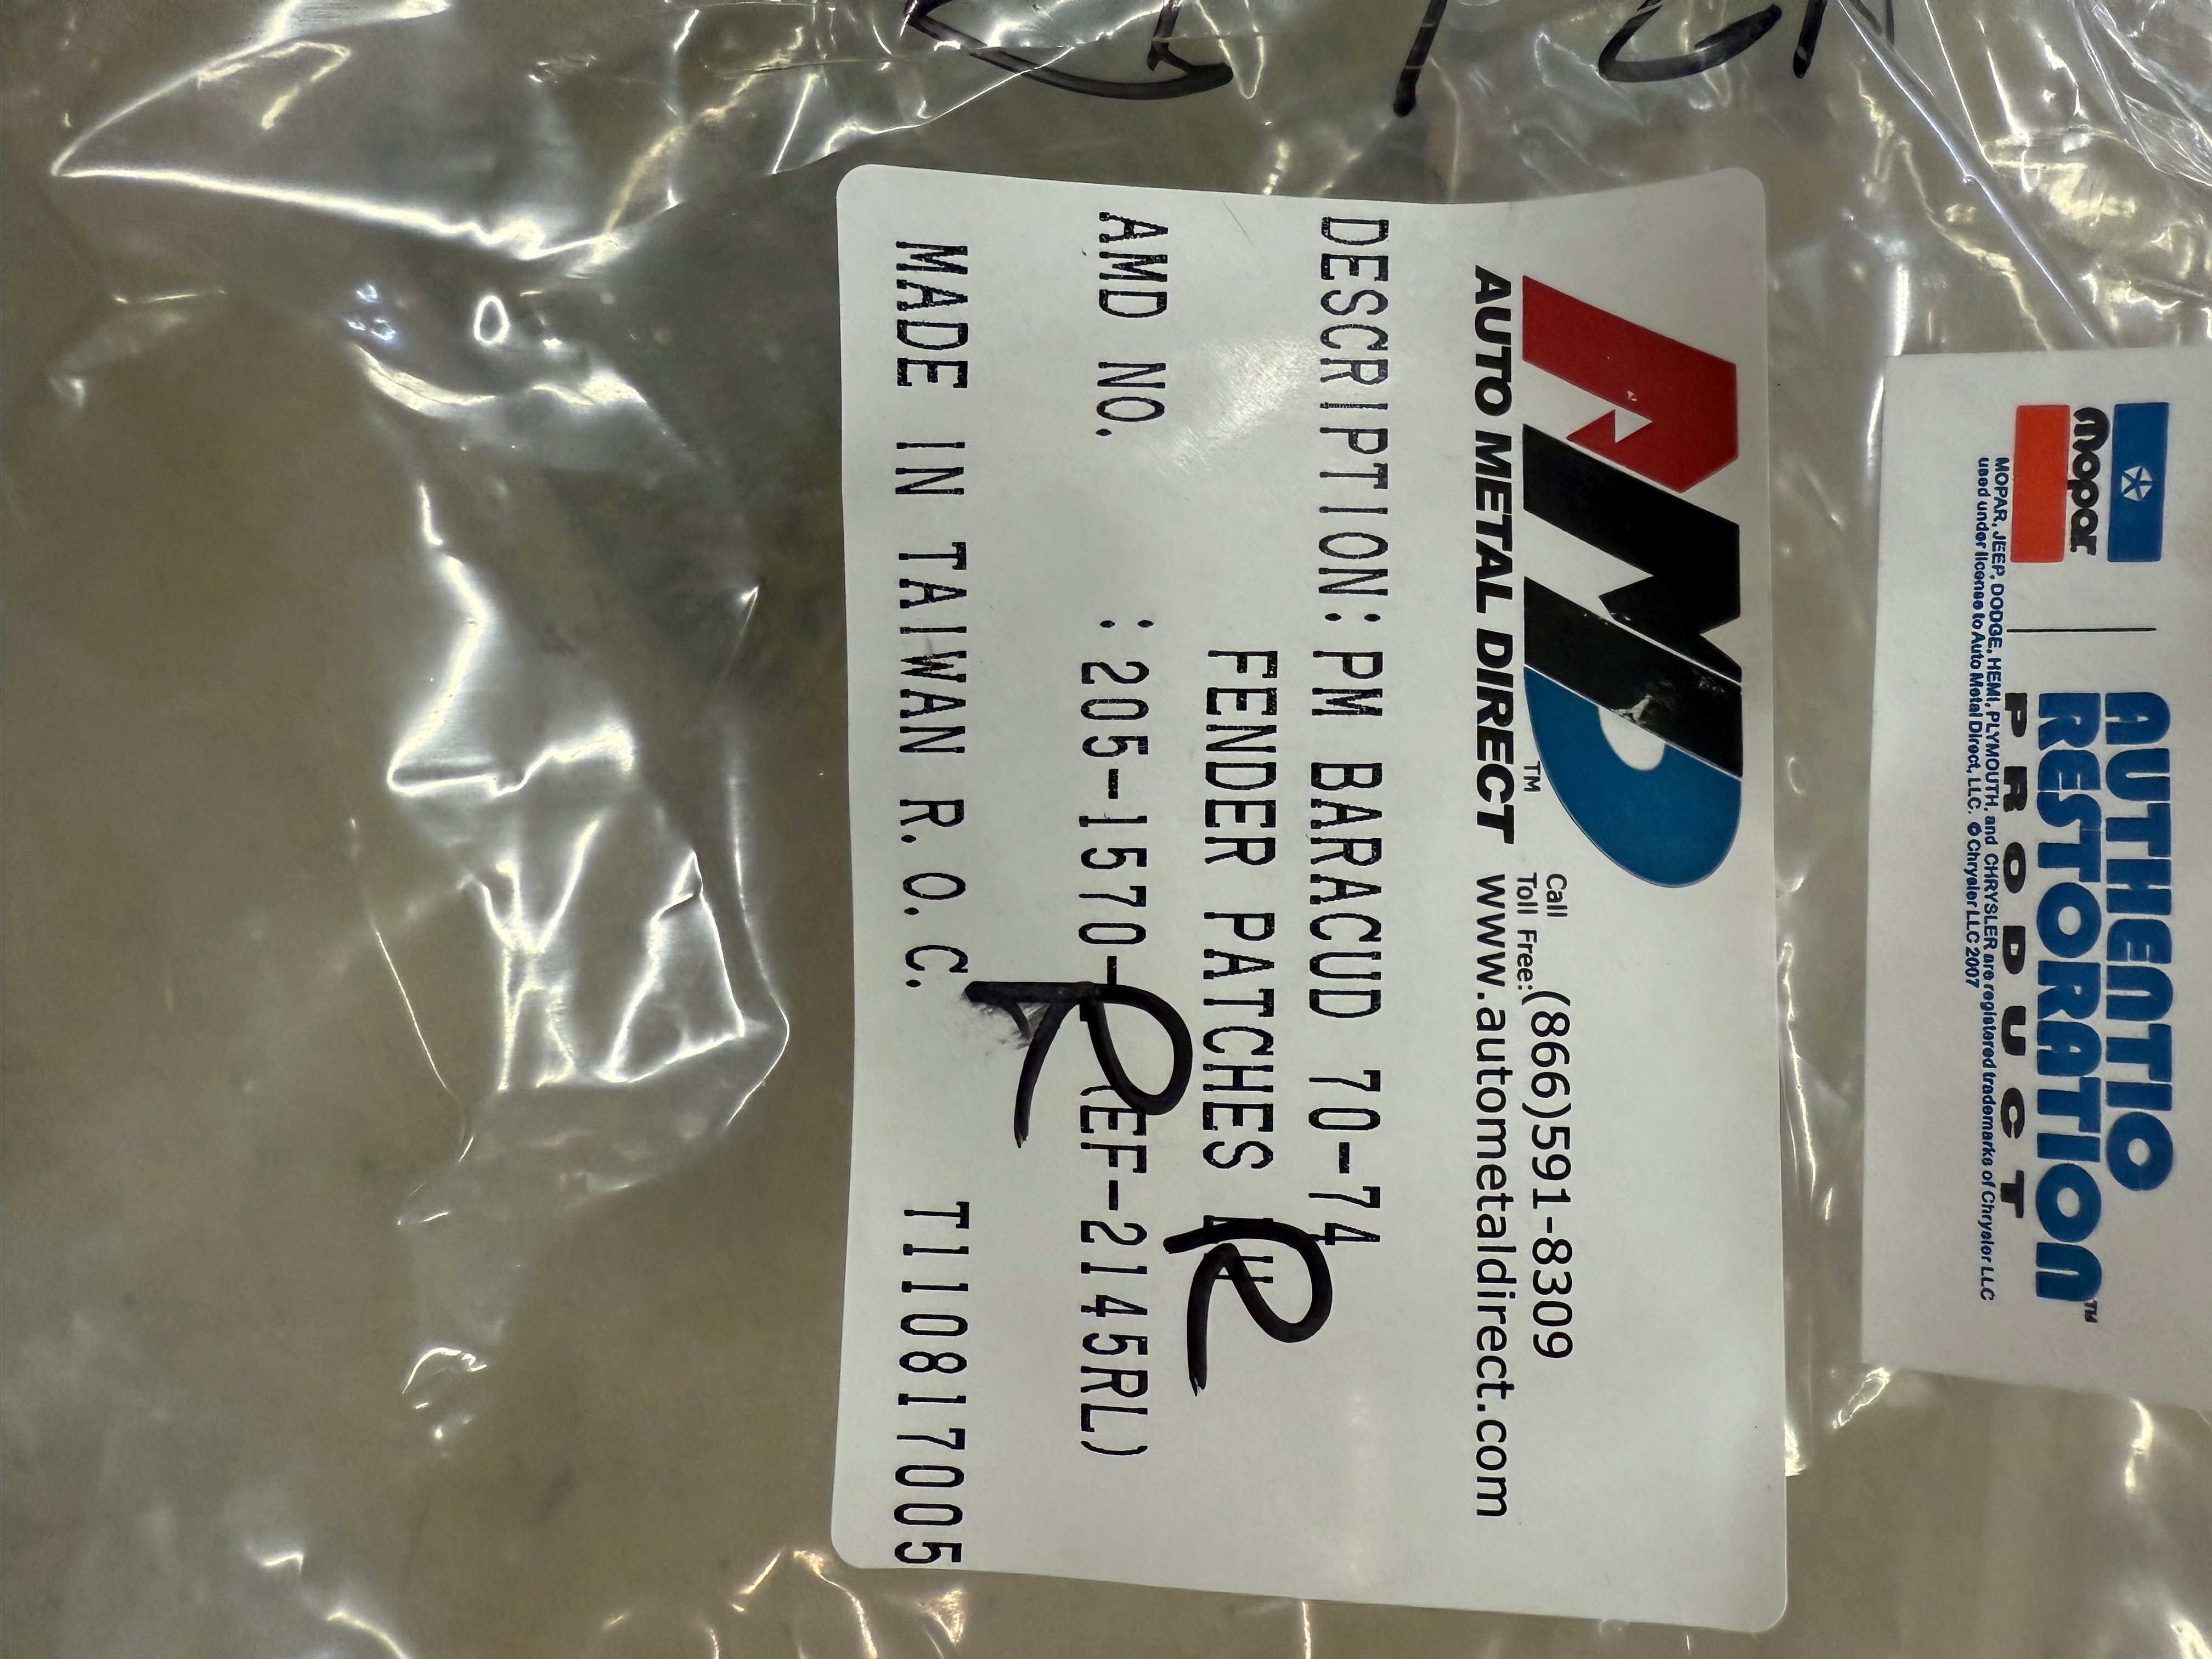 mopar
AUTHENTIC
RESTORATION™
PRODUCT
MOPAR, JEEP, DODGE, HEMI, PLYMOUTH, and CHRYSLER are registered trademarks of Chrysler LLC
used under license to Auto Metal Direct, LLC. © Chrysler LLC 2007
AMD
AUTO METAL DIRECT™
Call
Toll Free: (866)591-8309
www.autometaldirect.com
DESCRIPTION: PM BARACUD 70-74
FENDER PATCHES R
AMD NO. : 205-1570-R EF-2145RL)
MADE IN TAIWAN R.O.C. T110817005